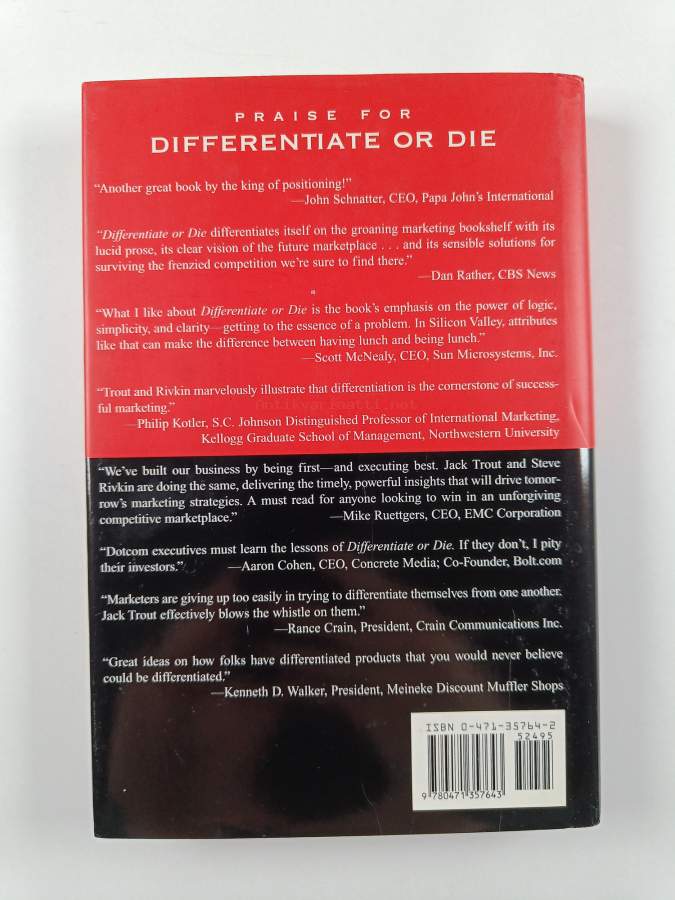 PRAISE FOR
DIFFERENTIATE OR DIE
“Another great book by the king of positioning!”
—John Schnatter, CEO, Papa John’s International
“Differentiate or Die differentiates itself on the groaning marketing bookshelf with its
lucid prose, its clear vision of the future marketplace . . . and its sensible solutions for
surviving the frenzied competition we’re sure to find there.”
—Dan Rather, CBS News
“What I like about Differentiate or Die is the book’s emphasis on the power of logic,
simplicity, and clarity—getting to the essence of a problem. In Silicon Valley, attributes
like that can make the difference between having lunch and being lunch.”
—Scott McNealy, CEO, Sun Microsystems, Inc.
“Trout and Rivkin marvelously illustrate that differentiation is the cornerstone of success-
ful marketing.”
antikvariaatti.net
—Philip Kotler, S.C. Johnson Distinguished Professor of International Marketing,
Kellogg Graduate School of Management, Northwestern University
“We’ve built our business by being first—and executing best. Jack Trout and Steve
Rivkin are doing the same, delivering the timely, powerful insights that will drive tomor-
row’s marketing strategies. A must read for anyone looking to win in an unforgiving
competitive marketplace.” —Mike Ruettgers, CEO, EMC Corporation
“Dotcom executives must learn the lessons of Differentiate or Die. If they don’t, I pity
their investors.” —Aaron Cohen, CEO, Concrete Media; Co-Founder, Bolt.com
“Marketers are giving up too easily in trying to differentiate themselves from one another.
Jack Trout effectively blows the whistle on them.”
—Rance Crain, President, Crain Communications Inc.
“Great ideas on how folks have differentiated products that you would never believe
could be differentiated.”
—Kenneth D. Walker, President, Meineke Discount Muffler Shops
ISBN 0-471-35764-2
52495
9 780471 357643